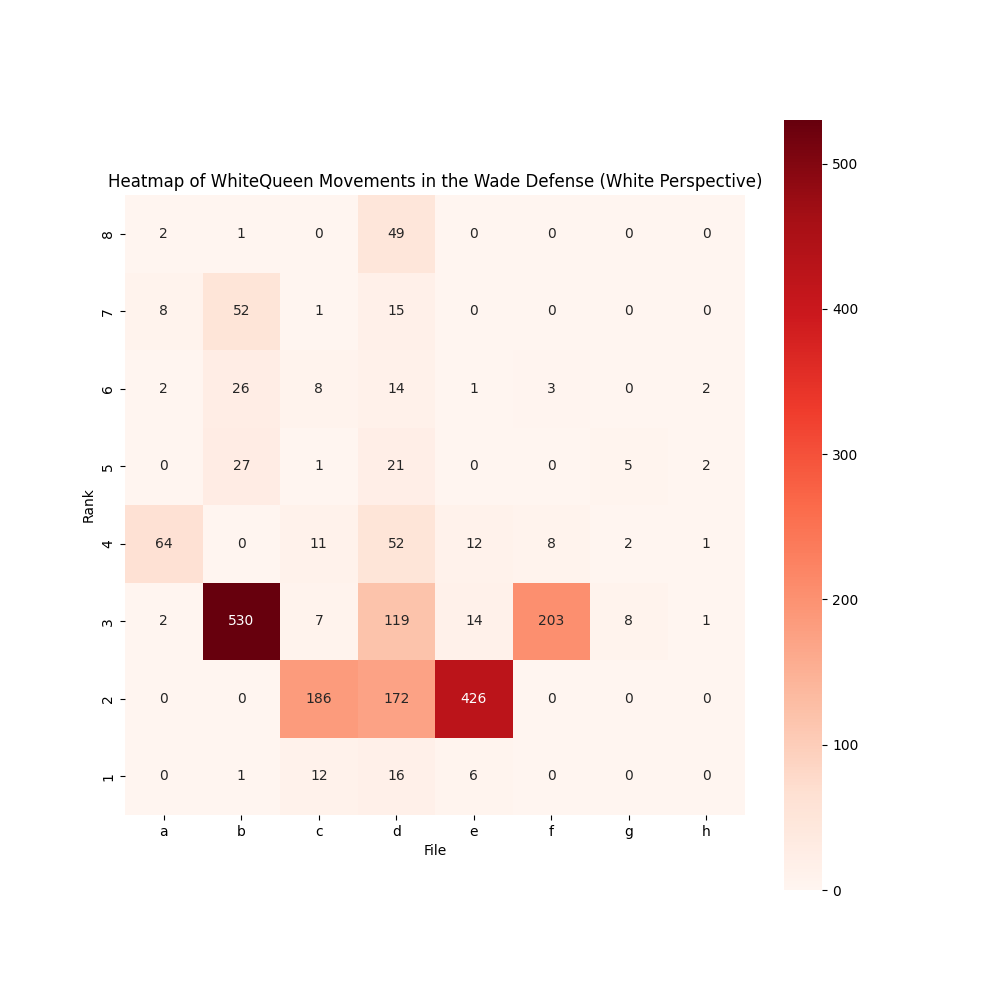 Heatmap of WhiteQueen Movements in the Wade Defense (White Perspective)
8 2 1 0 49 0 0 0 0
7 8 52 1 15 0 0 0 0
6 2 26 8 14 1 3 0 2
5 0 27 1 21 0 0 5 2
4 64 0 11 52 12 8 2 1
3 2 530 7 119 14 203 8 1
2 0 0 186 172 426 0 0 0
1 0 1 12 16 6 0 0 0
a b c d e f g h
File
Rank
500
400
300
200
100
0